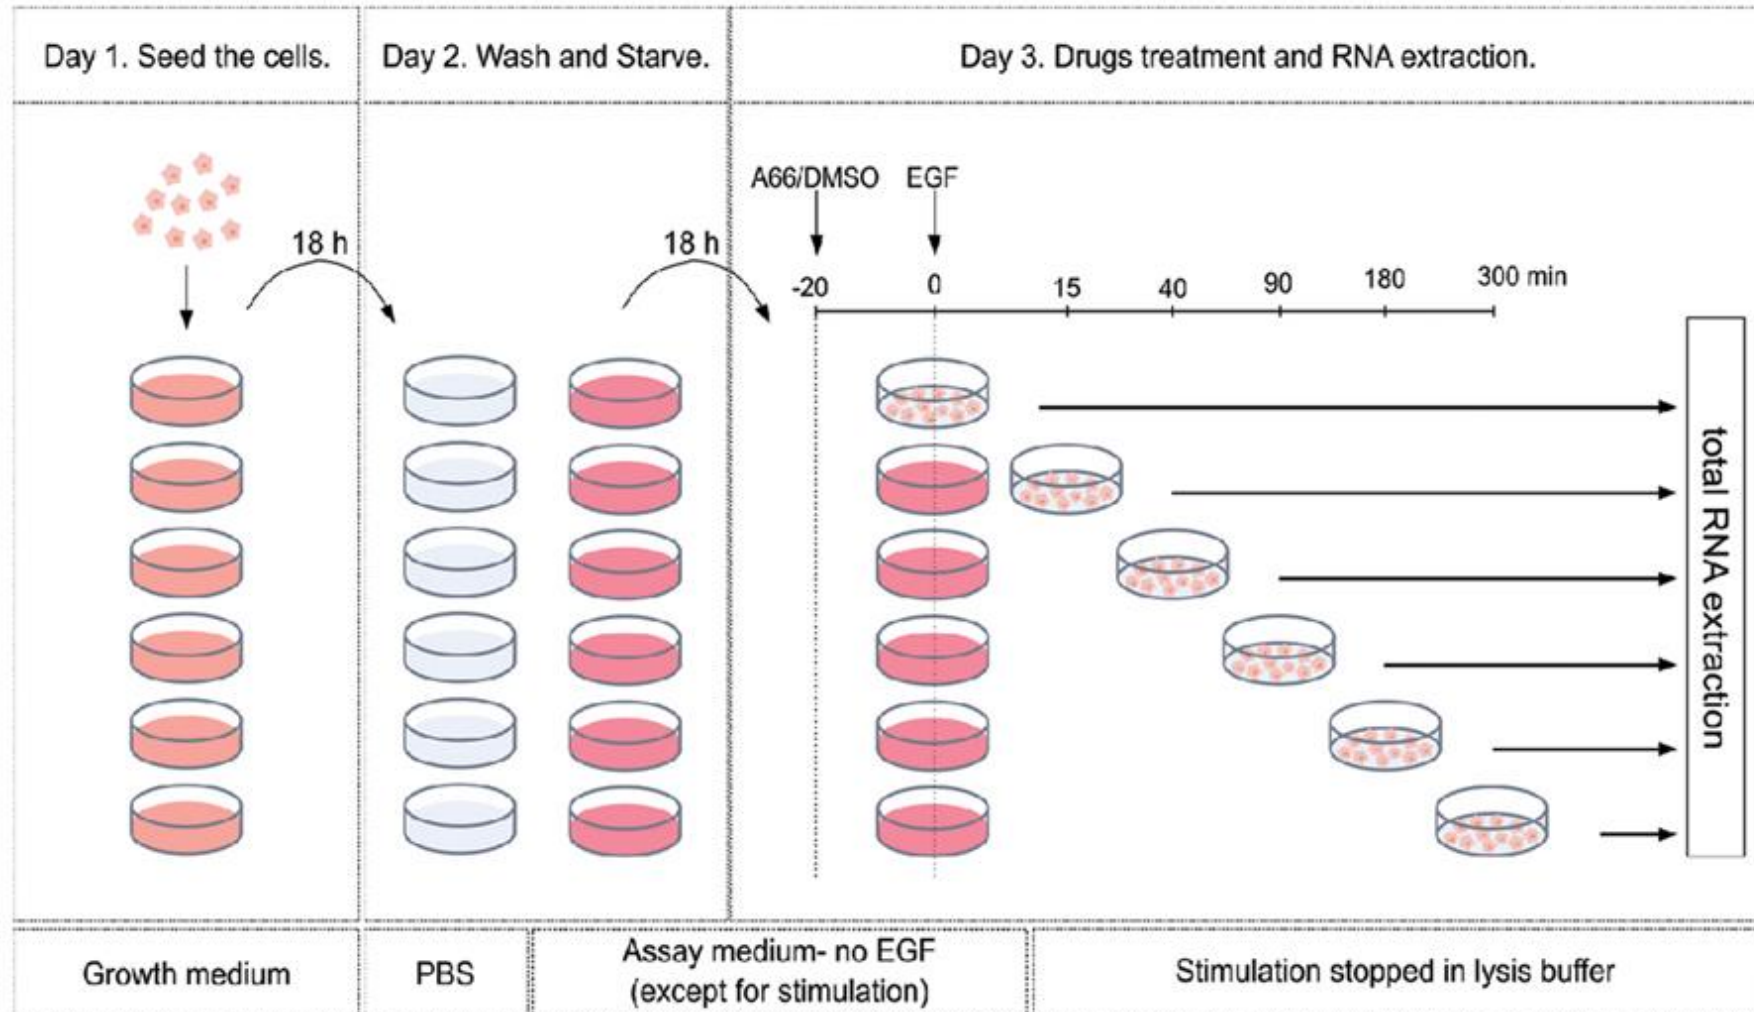 Day 1. Seed the cells.
Day 2. Wash and Starve.
Day 3. Drugs treatment and RNA extraction.
A66/DMSO
EGF
18 h
18 h
-20
0
15
40
90
180
300 min
total RNA extraction
Growth medium
PBS
Assay medium- no EGF
(except for stimulation)
Stimulation stopped in lysis buffer